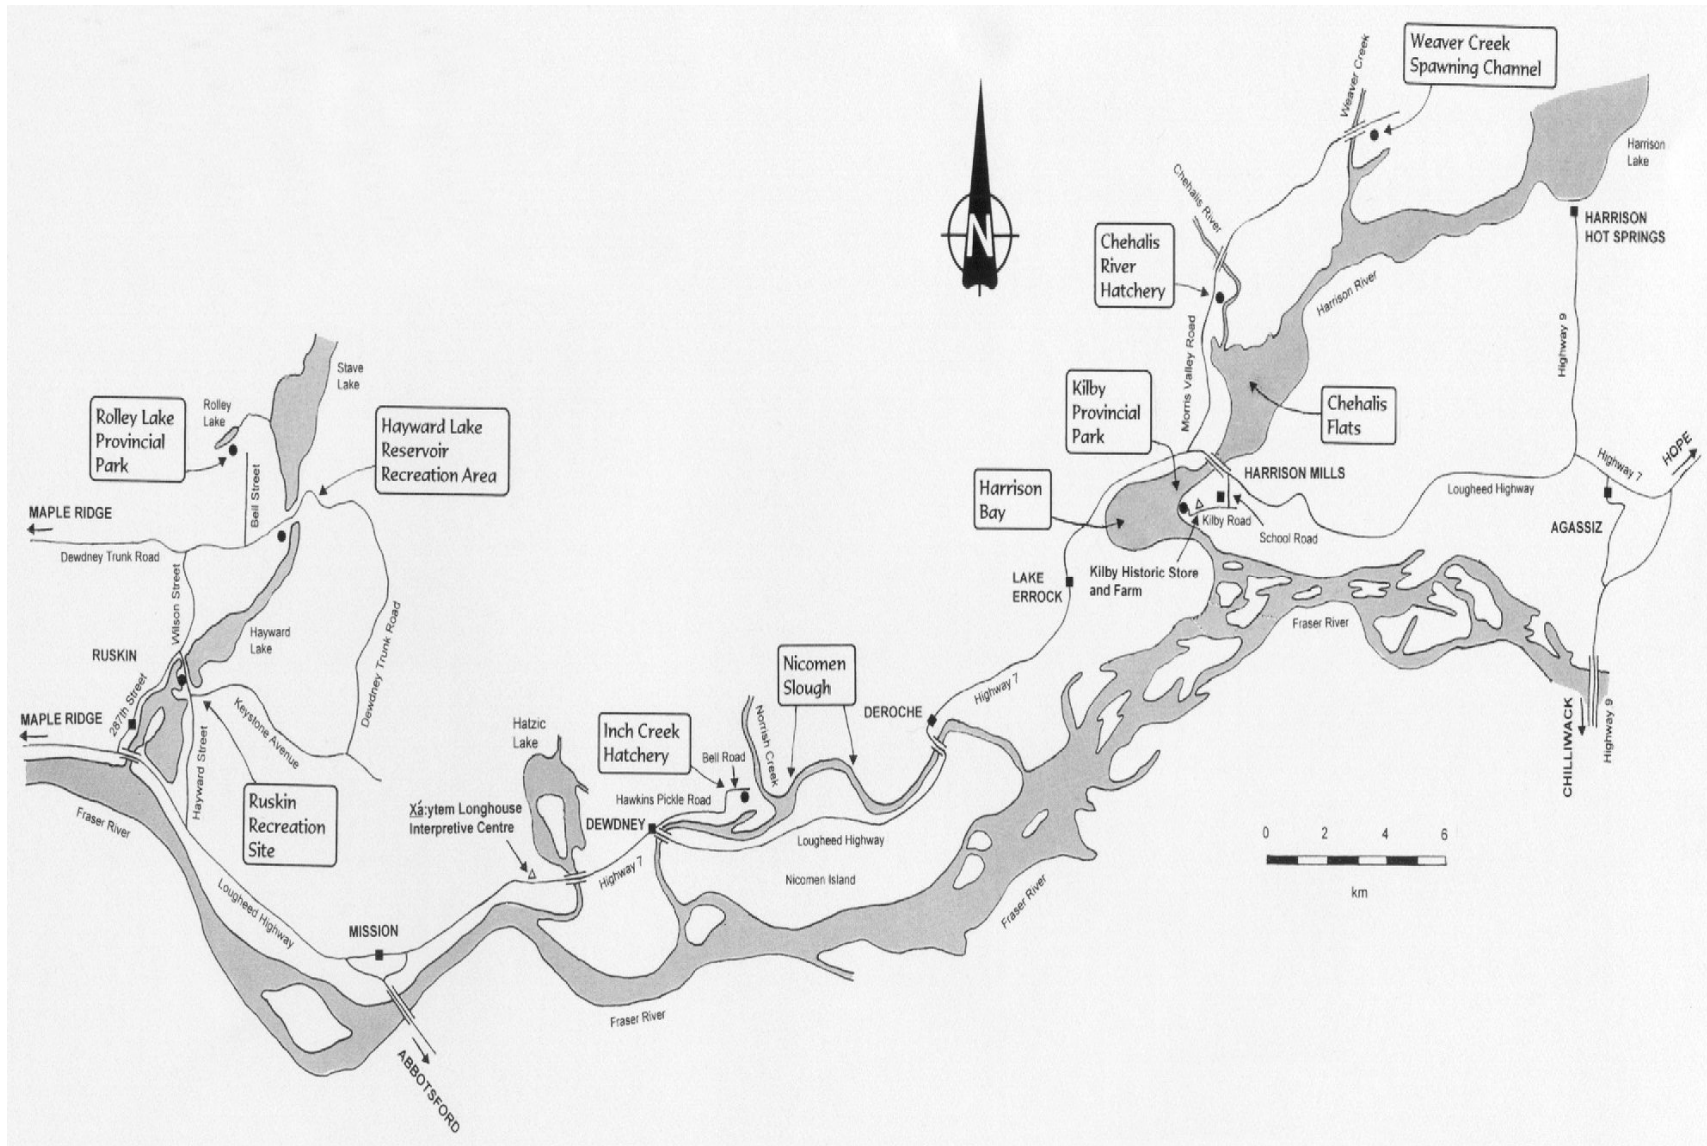 Weaver Creek
Spawning Channel
Weaver Creek
Harrison
Lake
HARRISON
HOT SPRINGS
Chehalis River
Chehalis
River
Hatchery
N
Harrison River
Morris Valley Road
Highway 9
Kilby
Provincial
Park
Chehalis
Flats
Harrison
Bay
HARRISON MILLS
Kilby Road
School Road
Lougheed Highway
Highway 7
HOPE
AGASSIZ
Kilby Historic Store
and Farm
LAKE
ERROCK
Fraser River
CHILLIWACK
Highway 9
Stave
Lake
Rolley
Lake
Rolley Lake
Provincial
Park
Hayward Lake
Reservoir
Recreation Area
Bell Street
MAPLE RIDGE
Dewdney Trunk Road
Wilson Street
Hayward
Lake
Dewdney Trunk Road
RUSKIN
287th Street
Keystone Avenue
Hayward Street
MAPLE RIDGE
Fraser River
Ruskin
Recreation
Site
Lougheed Highway
MISSION
ABBOTSFORD
Xá:ytem Longhouse
Interpretive Centre
Hatzic
Lake
Inch Creek
Hatchery
Bell Road
Norrish Creek
Hawkins Pickle Road
DEWDNEY
Highway 7
Nicomen
Slough
DEROCHE
Highway 7
Lougheed Highway
Nicomen Island
Fraser River
Fraser River
0 2 4 6
km